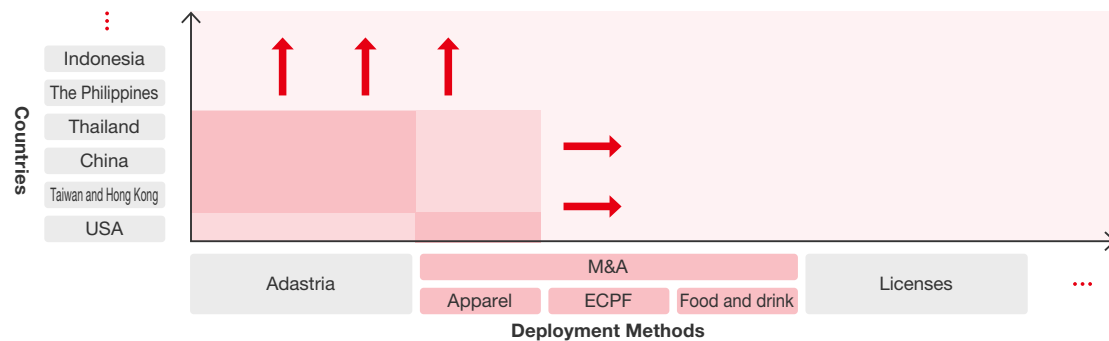 Countries
Indonesia
The Philippines
Thailand
China
Taiwan and Hong Kong
USA
Adastria
M&A
Licenses
Apparel
ECPF
Food and drink
Deployment Methods